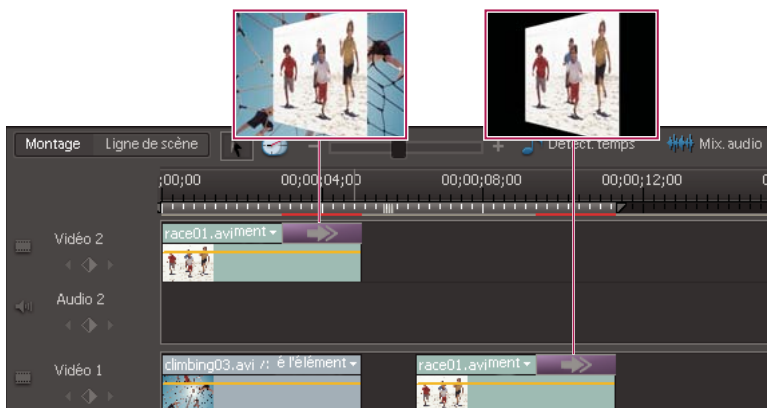 Montage Ligne de scène Détect. temps Mix. audio
;00;00 00;00;04;00 00;00;08;00 00;00;12;00 0
Vidéo 2
race01.avi ment
Audio 2
Vidéo 1
climbing03.avi é l'élément
race01.avi ment